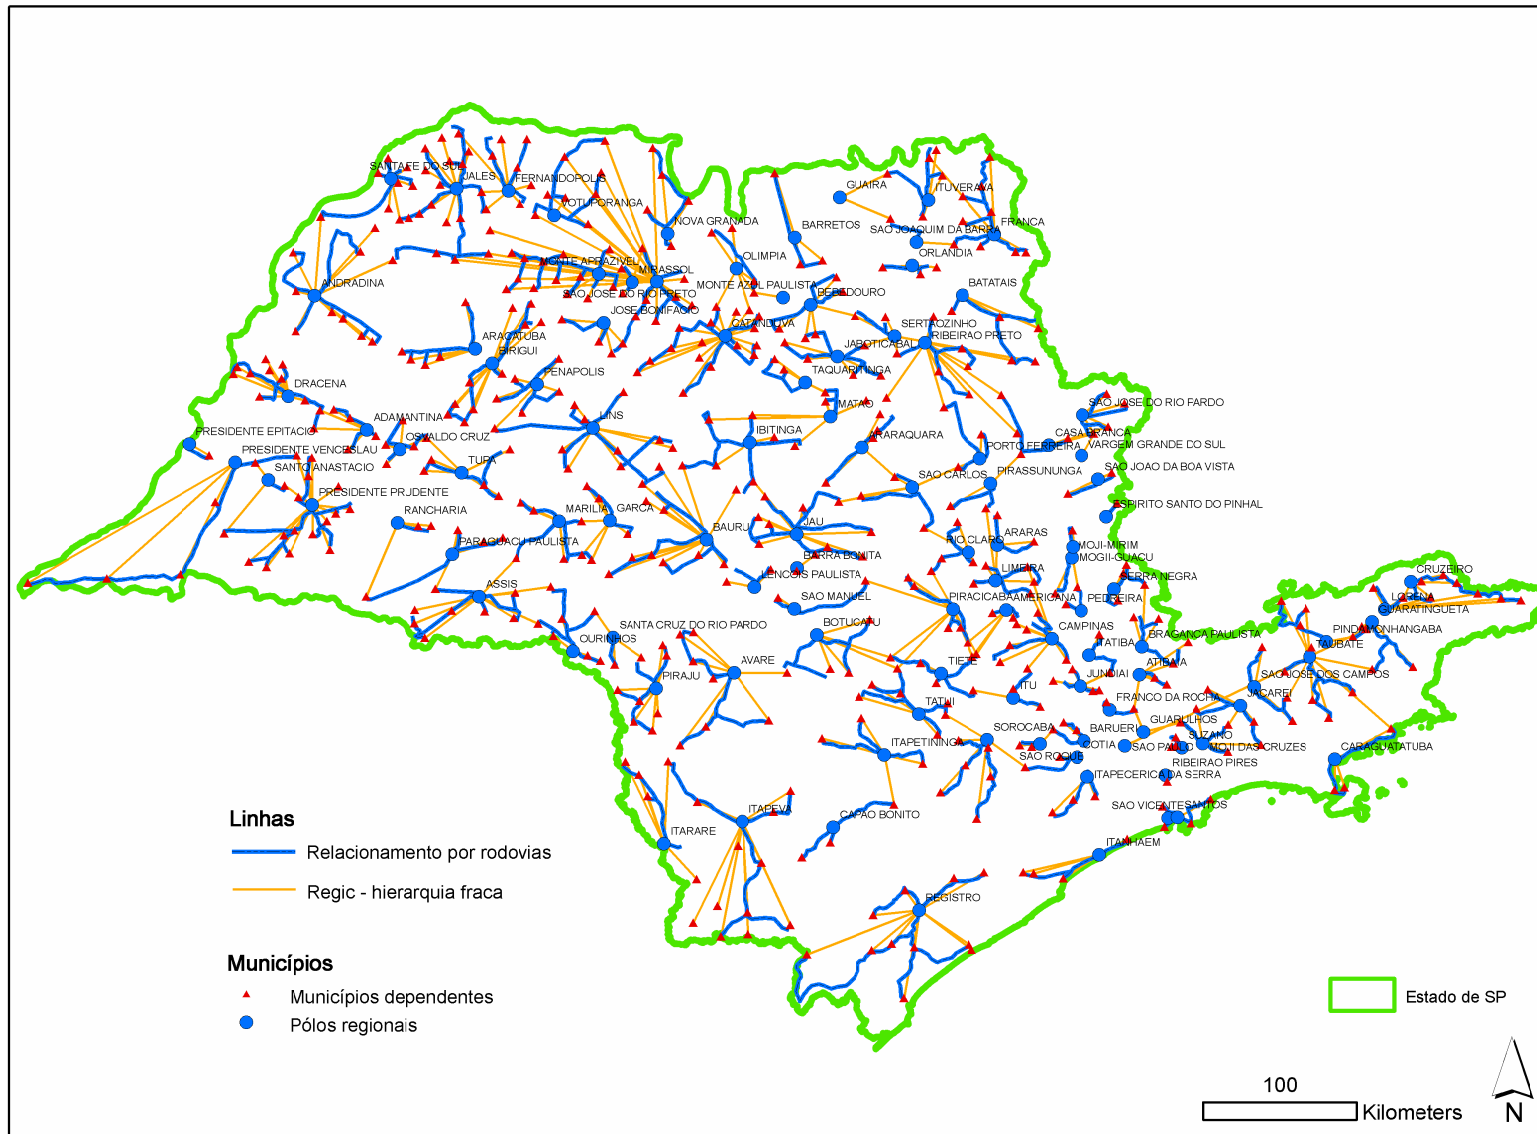 SANTA FE DO SUL
JALES
FERNANDOPOLIS
VOTUPORANGA
NOVA GRANADA
GUAIRA
ITUVERAVA
BARRETOS
SAO JOAQUIM DA BARRA
FRANCA
ORLANDIA
OLIMPIA
MONTE APRAZIVEL
MIRASSOL
ANDRADINA
SAO JOSE DO RIO PRETO
MONTE AZUL PAULISTA
BEBEDOURO
BATATAIS
JOSE BONIFACIO
CATANDUVA
SERTAOZINHO
RIBEIRAO PRETO
ARACATUBA
BIRIGUI
JABOTICABAL
PENAPOLIS
TAQUARITINGA
DRACENA
MATAO
SAO JOSE DO RIO PARDO
ADAMANTINA
LINS
PRESIDENTE EPITACIO
OSVALDO CRUZ
IBITINGA
ARARAQUARA
CASA BRANCA
PORTO FERREIRA
VARGEM GRANDE DO SUL
PRESIDENTE VENCESLAU
TUPA
SANTO ANASTACIO
SAO CARLOS
PIRASSUNUNGA
SAO JOAO DA BOA VISTA
PRESIDENTE PRUDENTE
RANCHARIA
MARILIA
GARCA
BAURU
JAU
ESPIRITO SANTO DO PINHAL
PARAGUACU PAULISTA
RIO CLARO
ARARAS
MOJI-MIRIM
BARRA BONITA
MOGII-GUACU
LENCOIS PAULISTA
LIMEIRA
SERRA NEGRA
CRUZEIRO
ASSIS
SAO MANUEL
PIRACICABA
AMERICANA
PEDREIRA
LORENA
GUARATINGUETA
SANTA CRUZ DO RIO PARDO
BOTUCATU
CAMPINAS
BRAGANCA PAULISTA
PINDAMONHANGABA
OURINHOS
ITATIBA
TAUBATE
PIRAJU
AVARE
TIETE
JUNDIAI
ATIBAIA
SAO JOSE DOS CAMPOS
ITU
TATUI
FRANCO DA ROCHA
JACAREI
SOROCABA
BARUERI
GUARULHOS
ITAPETININGA
COTIA
SAO PAULO
SUZANO
MOJI DAS CRUZES
SAO ROQUE
RIBEIRAO PIRES
CARAGUATATUBA
ITAPECERICA DA SERRA
ITAPEVA
CAPAO BONITO
SAO VICENTE
SANTOS
ITARARE
ITANHAEM
REGISTRO
Linhas
Relacionamento por rodovias
Regic - hierarquia fraca
Municípios
Municípios dependentes
Pólos regionais
Estado de SP
100
Kilometers
N